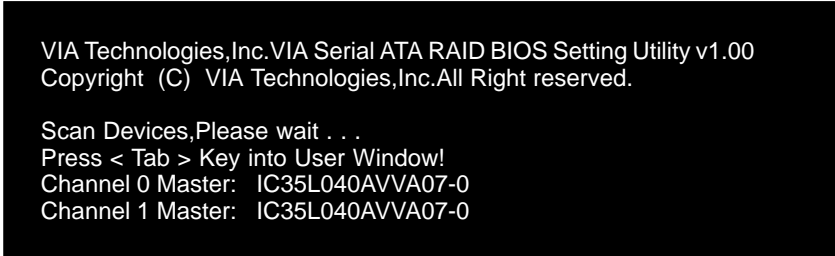 VIA Technologies,Inc.VIA Serial ATA RAID BIOS Setting Utility v1.00
Copyright (C) VIA Technologies,Inc.All Right reserved.
Scan Devices,Please wait . . .
Press < Tab > Key into User Window!
Channel 0 Master: IC35L040AVVA07-0
Channel 1 Master: IC35L040AVVA07-0